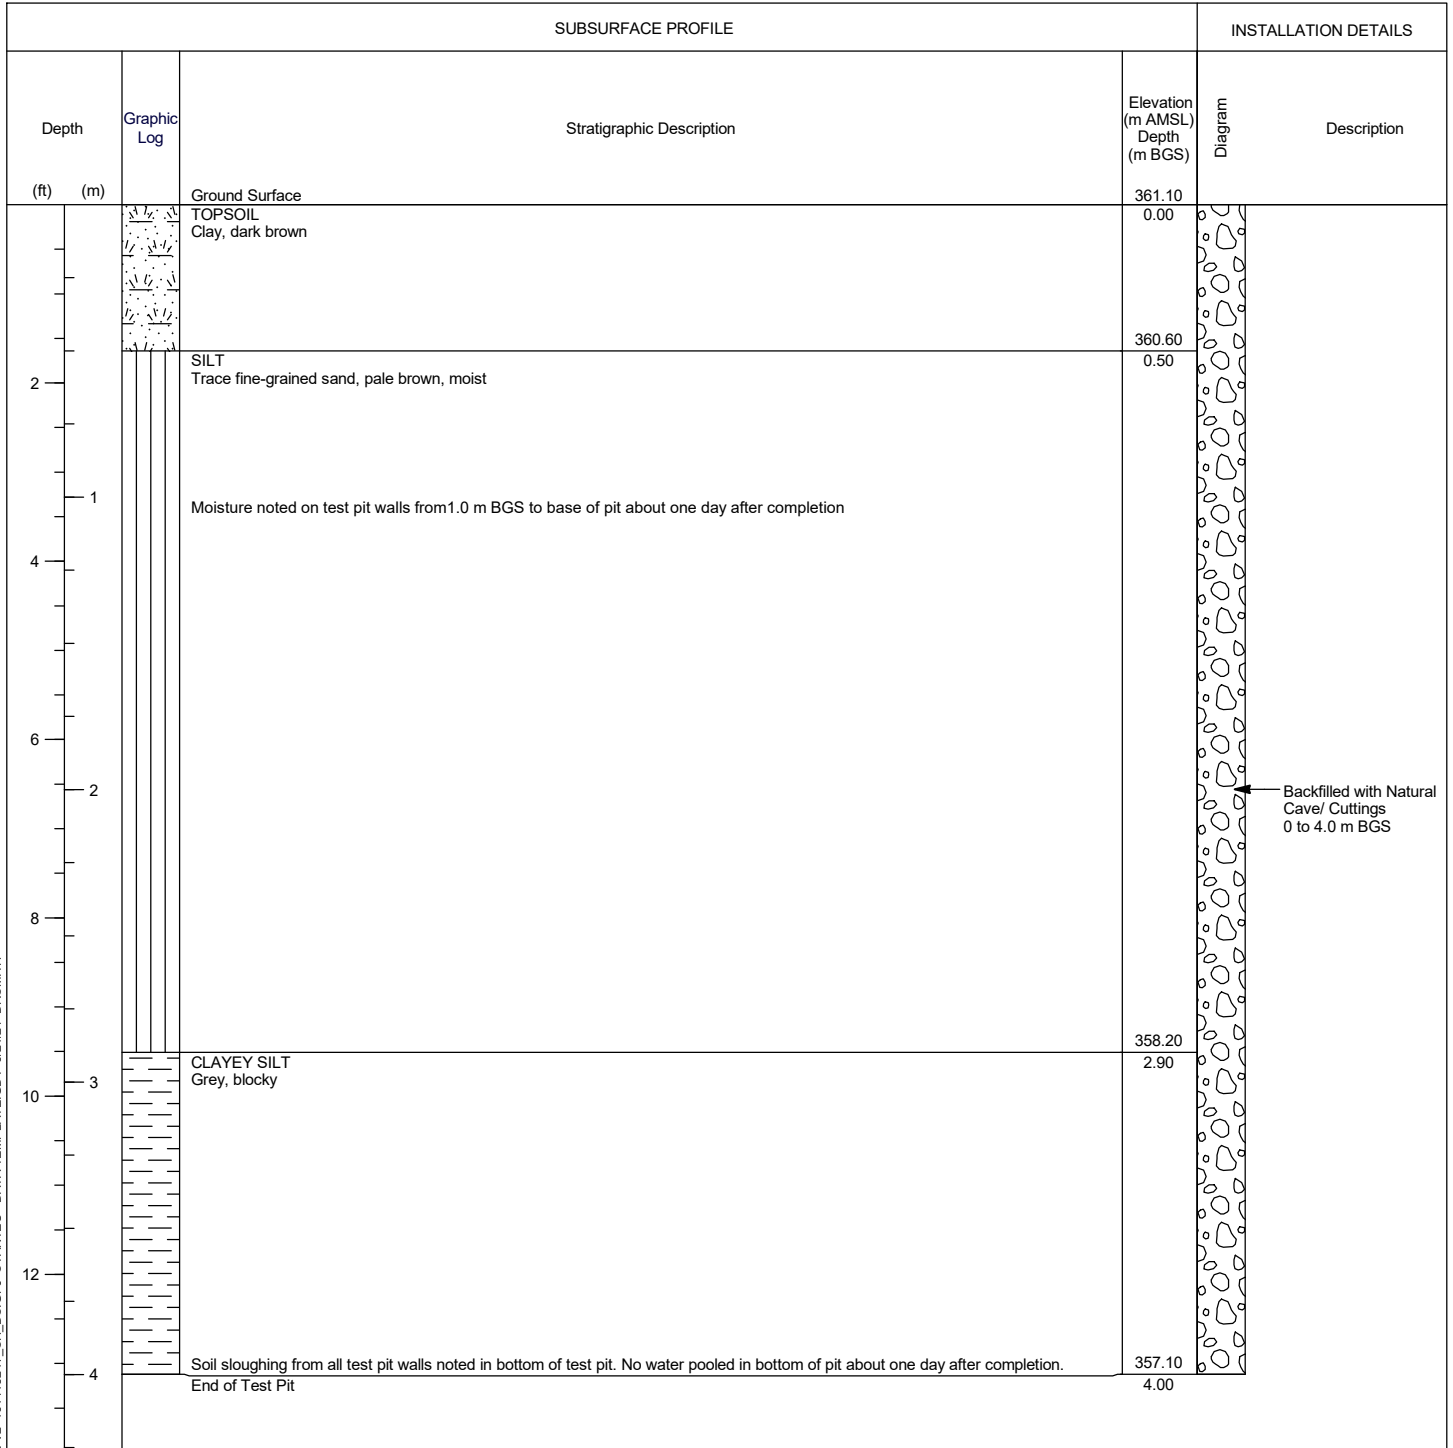 SUBSURFACE PROFILE
INSTALLATION DETAILS
Depth
Graphic
Log
Stratigraphic Description
Elevation
(m AMSL)
Depth
(m BGS)
Diagram
Description
(ft) (m)
Ground Surface
361.10
TOPSOIL
0.00
Clay, dark brown
360.60
SILT
0.50
Trace fine-grained sand, pale brown, moist
2
1
Moisture noted on test pit walls from1.0 m BGS to base of pit about one day after completion
4
6
2
Backfilled with Natural
Cave/ Cuttings
0 to 4.0 m BGS
8
358.20
CLAYEY SILT
2.90
Grey, blocky
3
10
12
Soil sloughing from all test pit walls noted in bottom of test pit. No water pooled in bottom of pit about one day after completion.
357.10
4
End of Test Pit
4.00